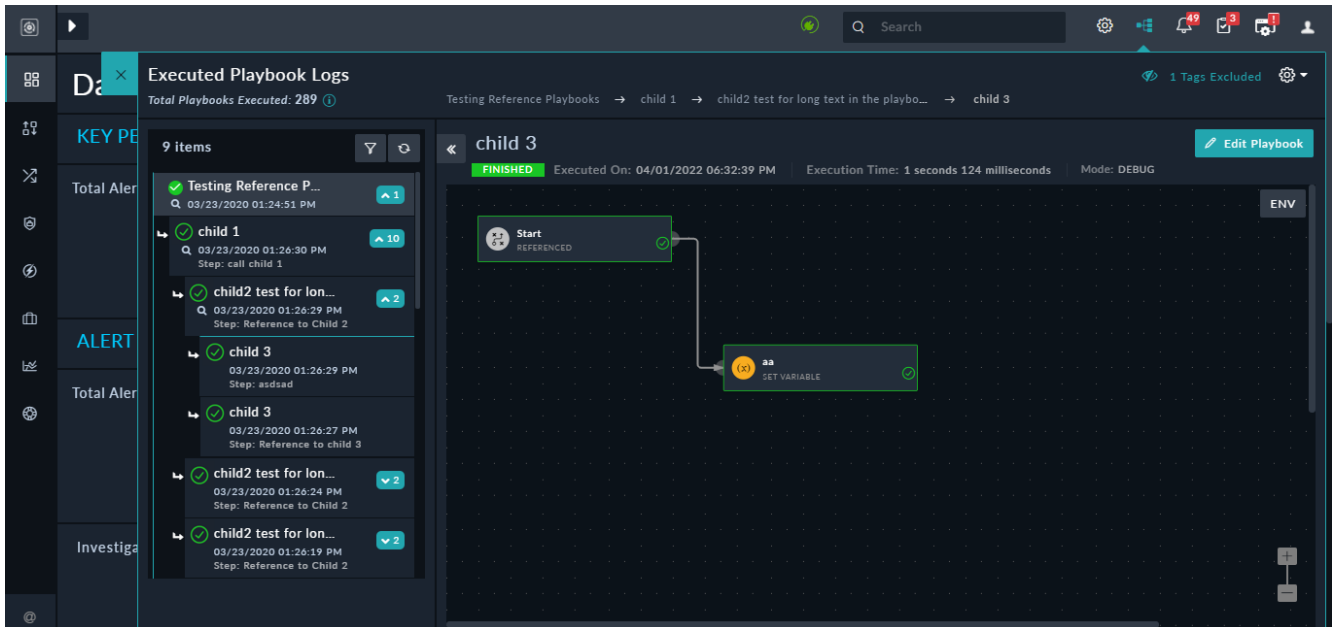 Search
49
3
!
Da
Executed Playbook Logs
Total Playbooks Executed: 289
1 Tags Excluded
Testing Reference Playbooks → child 1 → child2 test for long text in the playbo... → child 3
KEY PE
Total Aler
ALERT
Total Aler
Investiga
@
9 items
Testing Reference P...
03/23/2020 01:24:51 PM
1
child 1
03/23/2020 01:26:30 PM
Step: call child 1
10
child2 test for lon...
03/23/2020 01:26:29 PM
Step: Reference to Child 2
2
child 3
03/23/2020 01:26:29 PM
Step: asdsad
child 3
03/23/2020 01:26:27 PM
Step: Reference to child 3
child2 test for lon...
03/23/2020 01:26:24 PM
Step: Reference to Child 2
2
child2 test for lon...
03/23/2020 01:26:19 PM
Step: Reference to Child 2
2
child 3
Edit Playbook
FINISHED Executed On: 04/01/2022 06:32:39 PM Execution Time: 1 seconds 124 milliseconds Mode: DEBUG
ENV
Start
REFERENCED
(x)
aa
SET VARIABLE